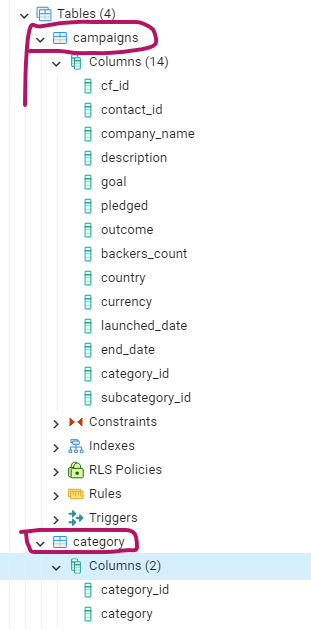 Tables (4)
campaigns
Columns (14)
cf_id
contact_id
company_name
description
goal
pledged
outcome
backers_count
country
currency
launched_date
end_date
category_id
subcategory_id
Constraints
Indexes
RLS Policies
Rules
Triggers
category
Columns (2)
category_id
category